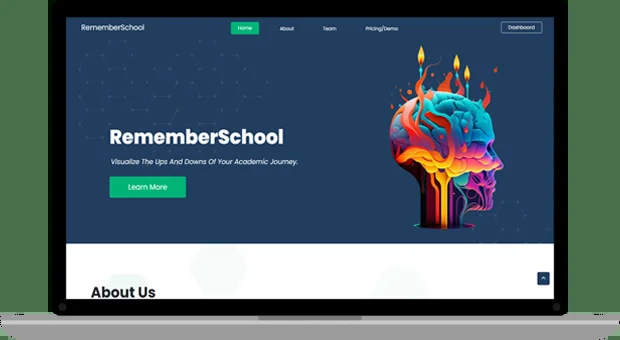 RememberSchool
Home
About
Team
Pricing/Demo
Dashboard
RememberSchool
Visualize The Ups And Downs Of Your Academic Journey.
Learn More
About Us